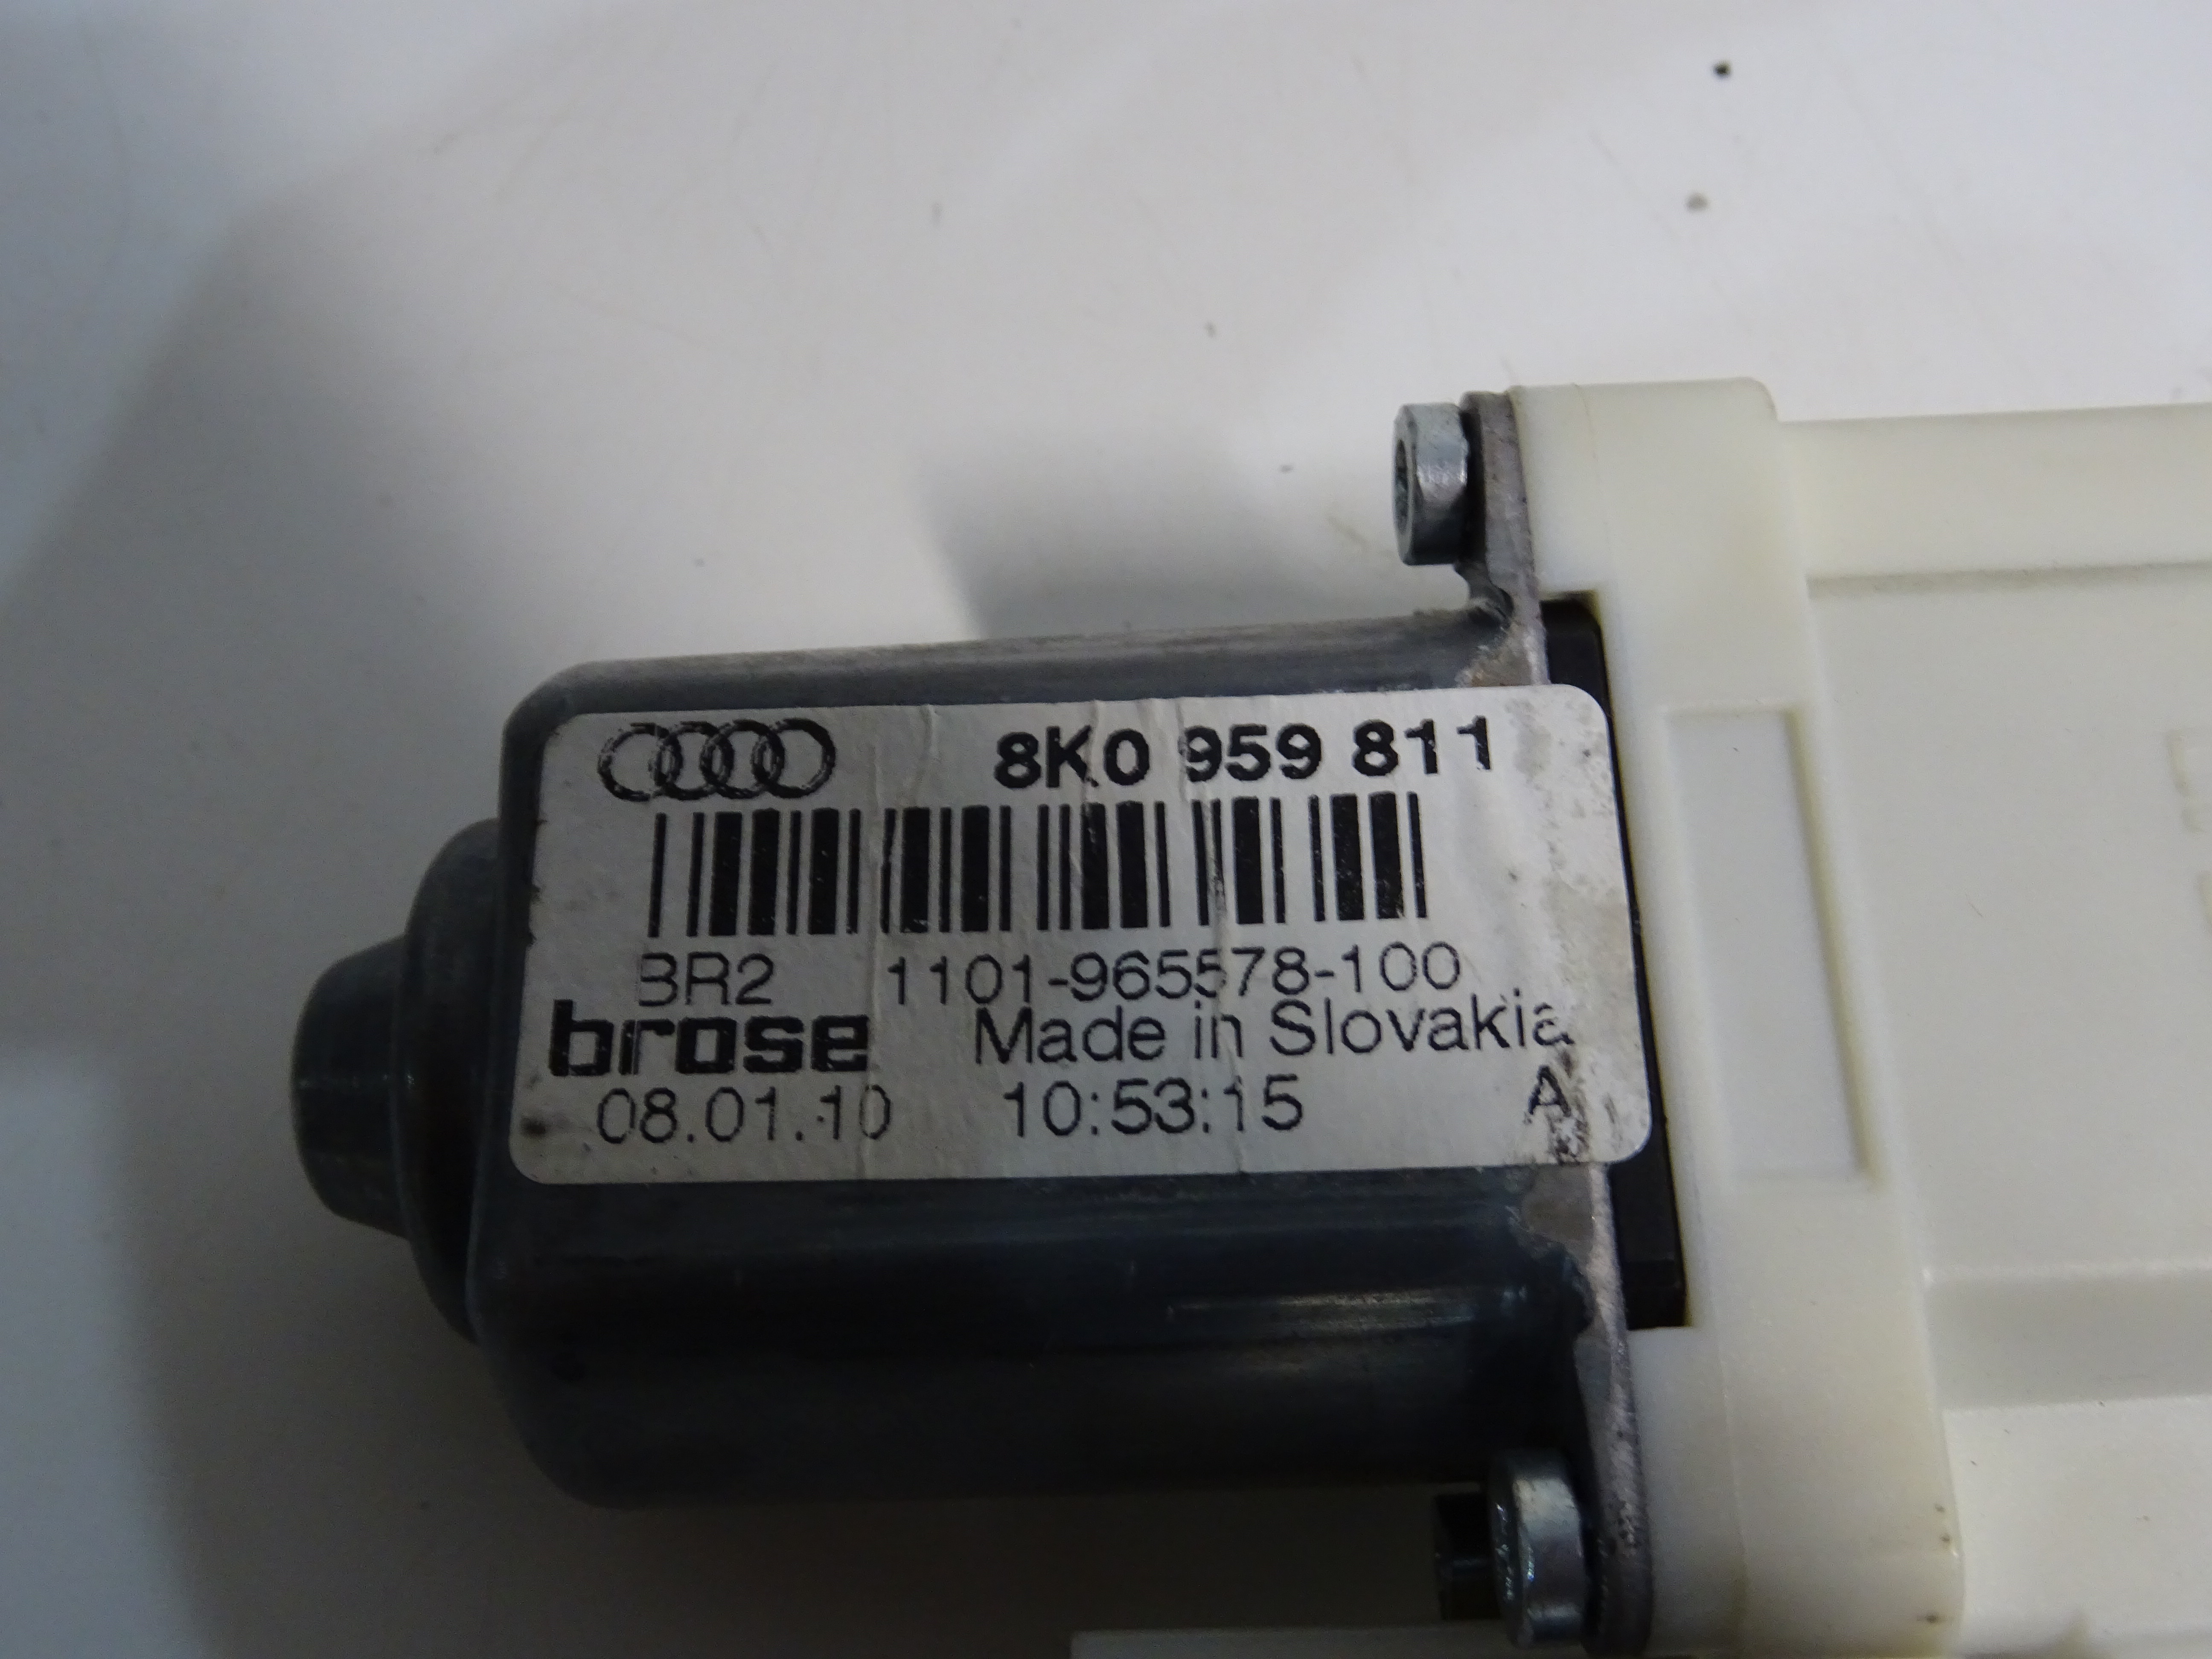 8K0 959 811
BR2 1101-965578-100
brose Made in Slovakia
08.01.10 10:53:15 A